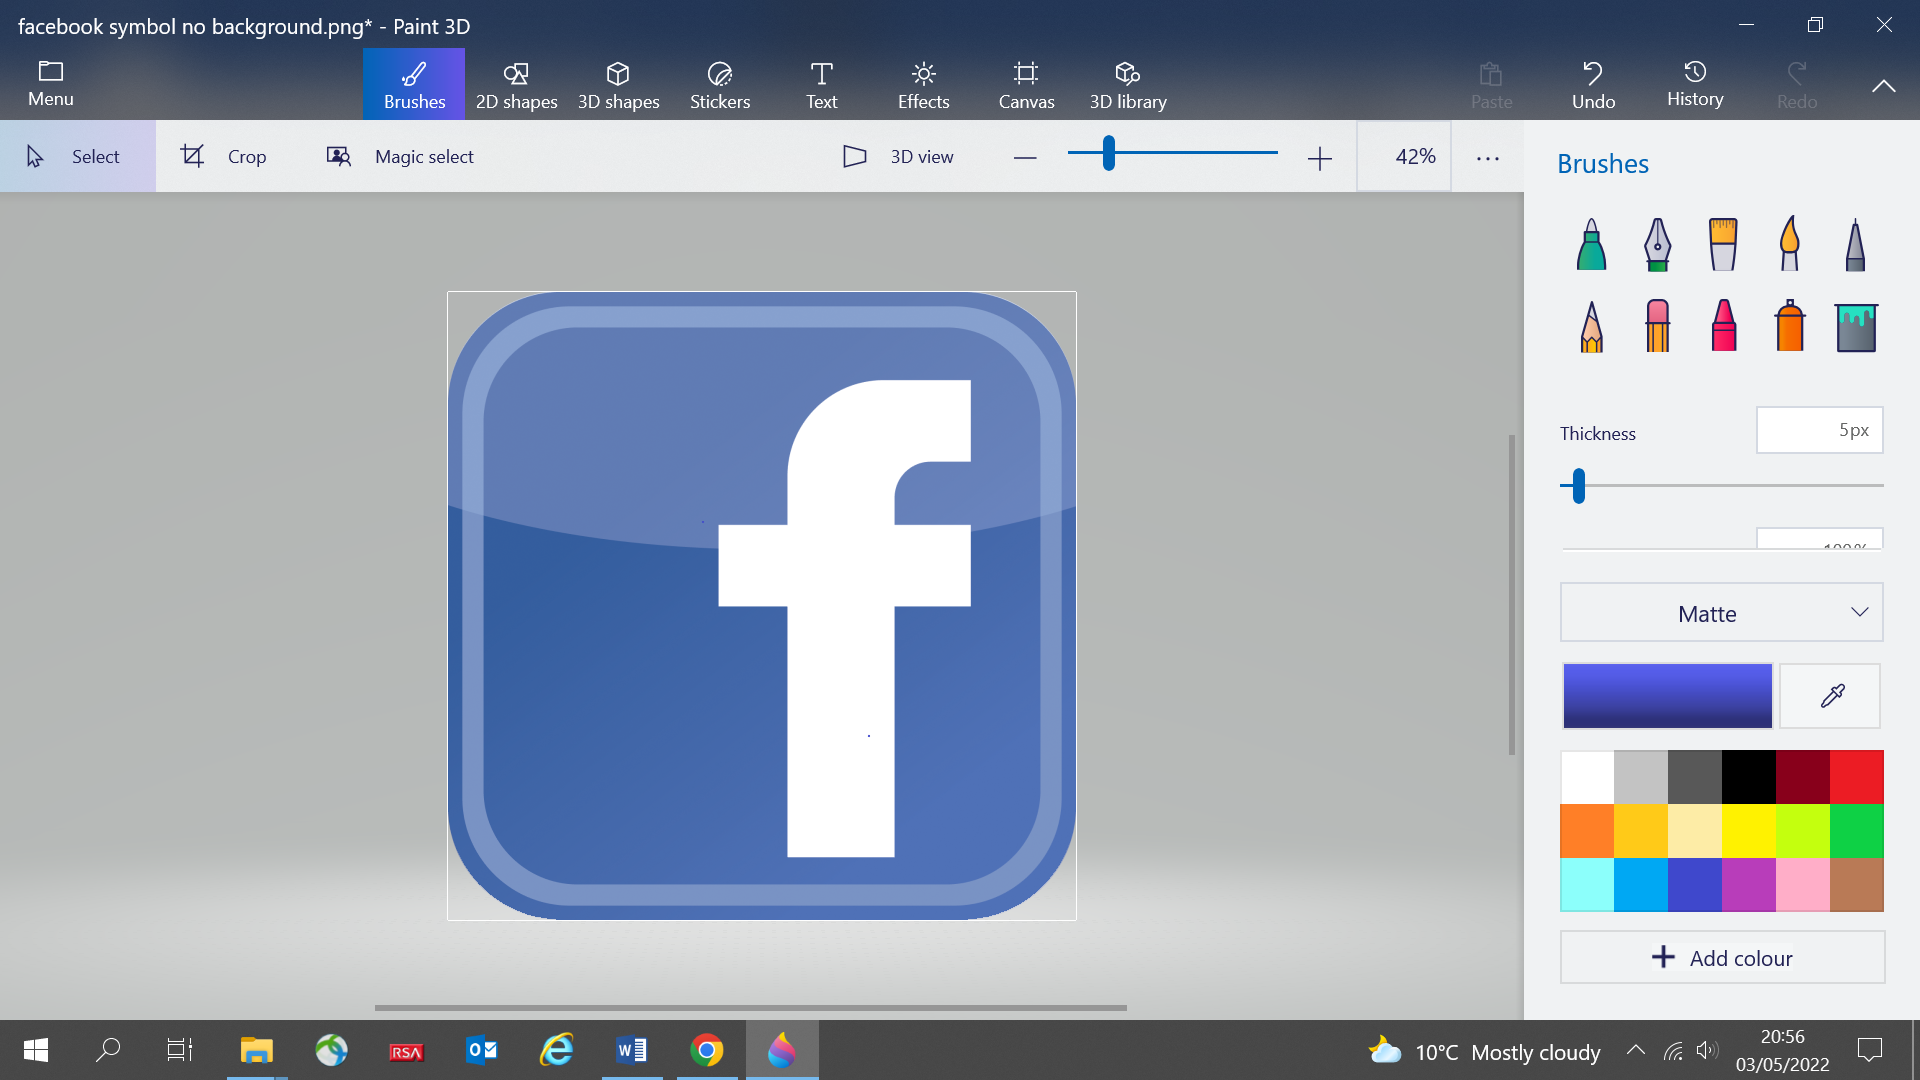 facebook symbol no background.png* - Paint 3D
Menu
Brushes
2D shapes
3D shapes
Stickers
Text
Effects
Canvas
3D library
Paste
Undo
History
Redo
Select
Crop
Magic select
3D view
42%
Brushes
Thickness
5px
100%
Matte
Add colour
f
RSA
10°C Mostly cloudy
20:56
03/05/2022